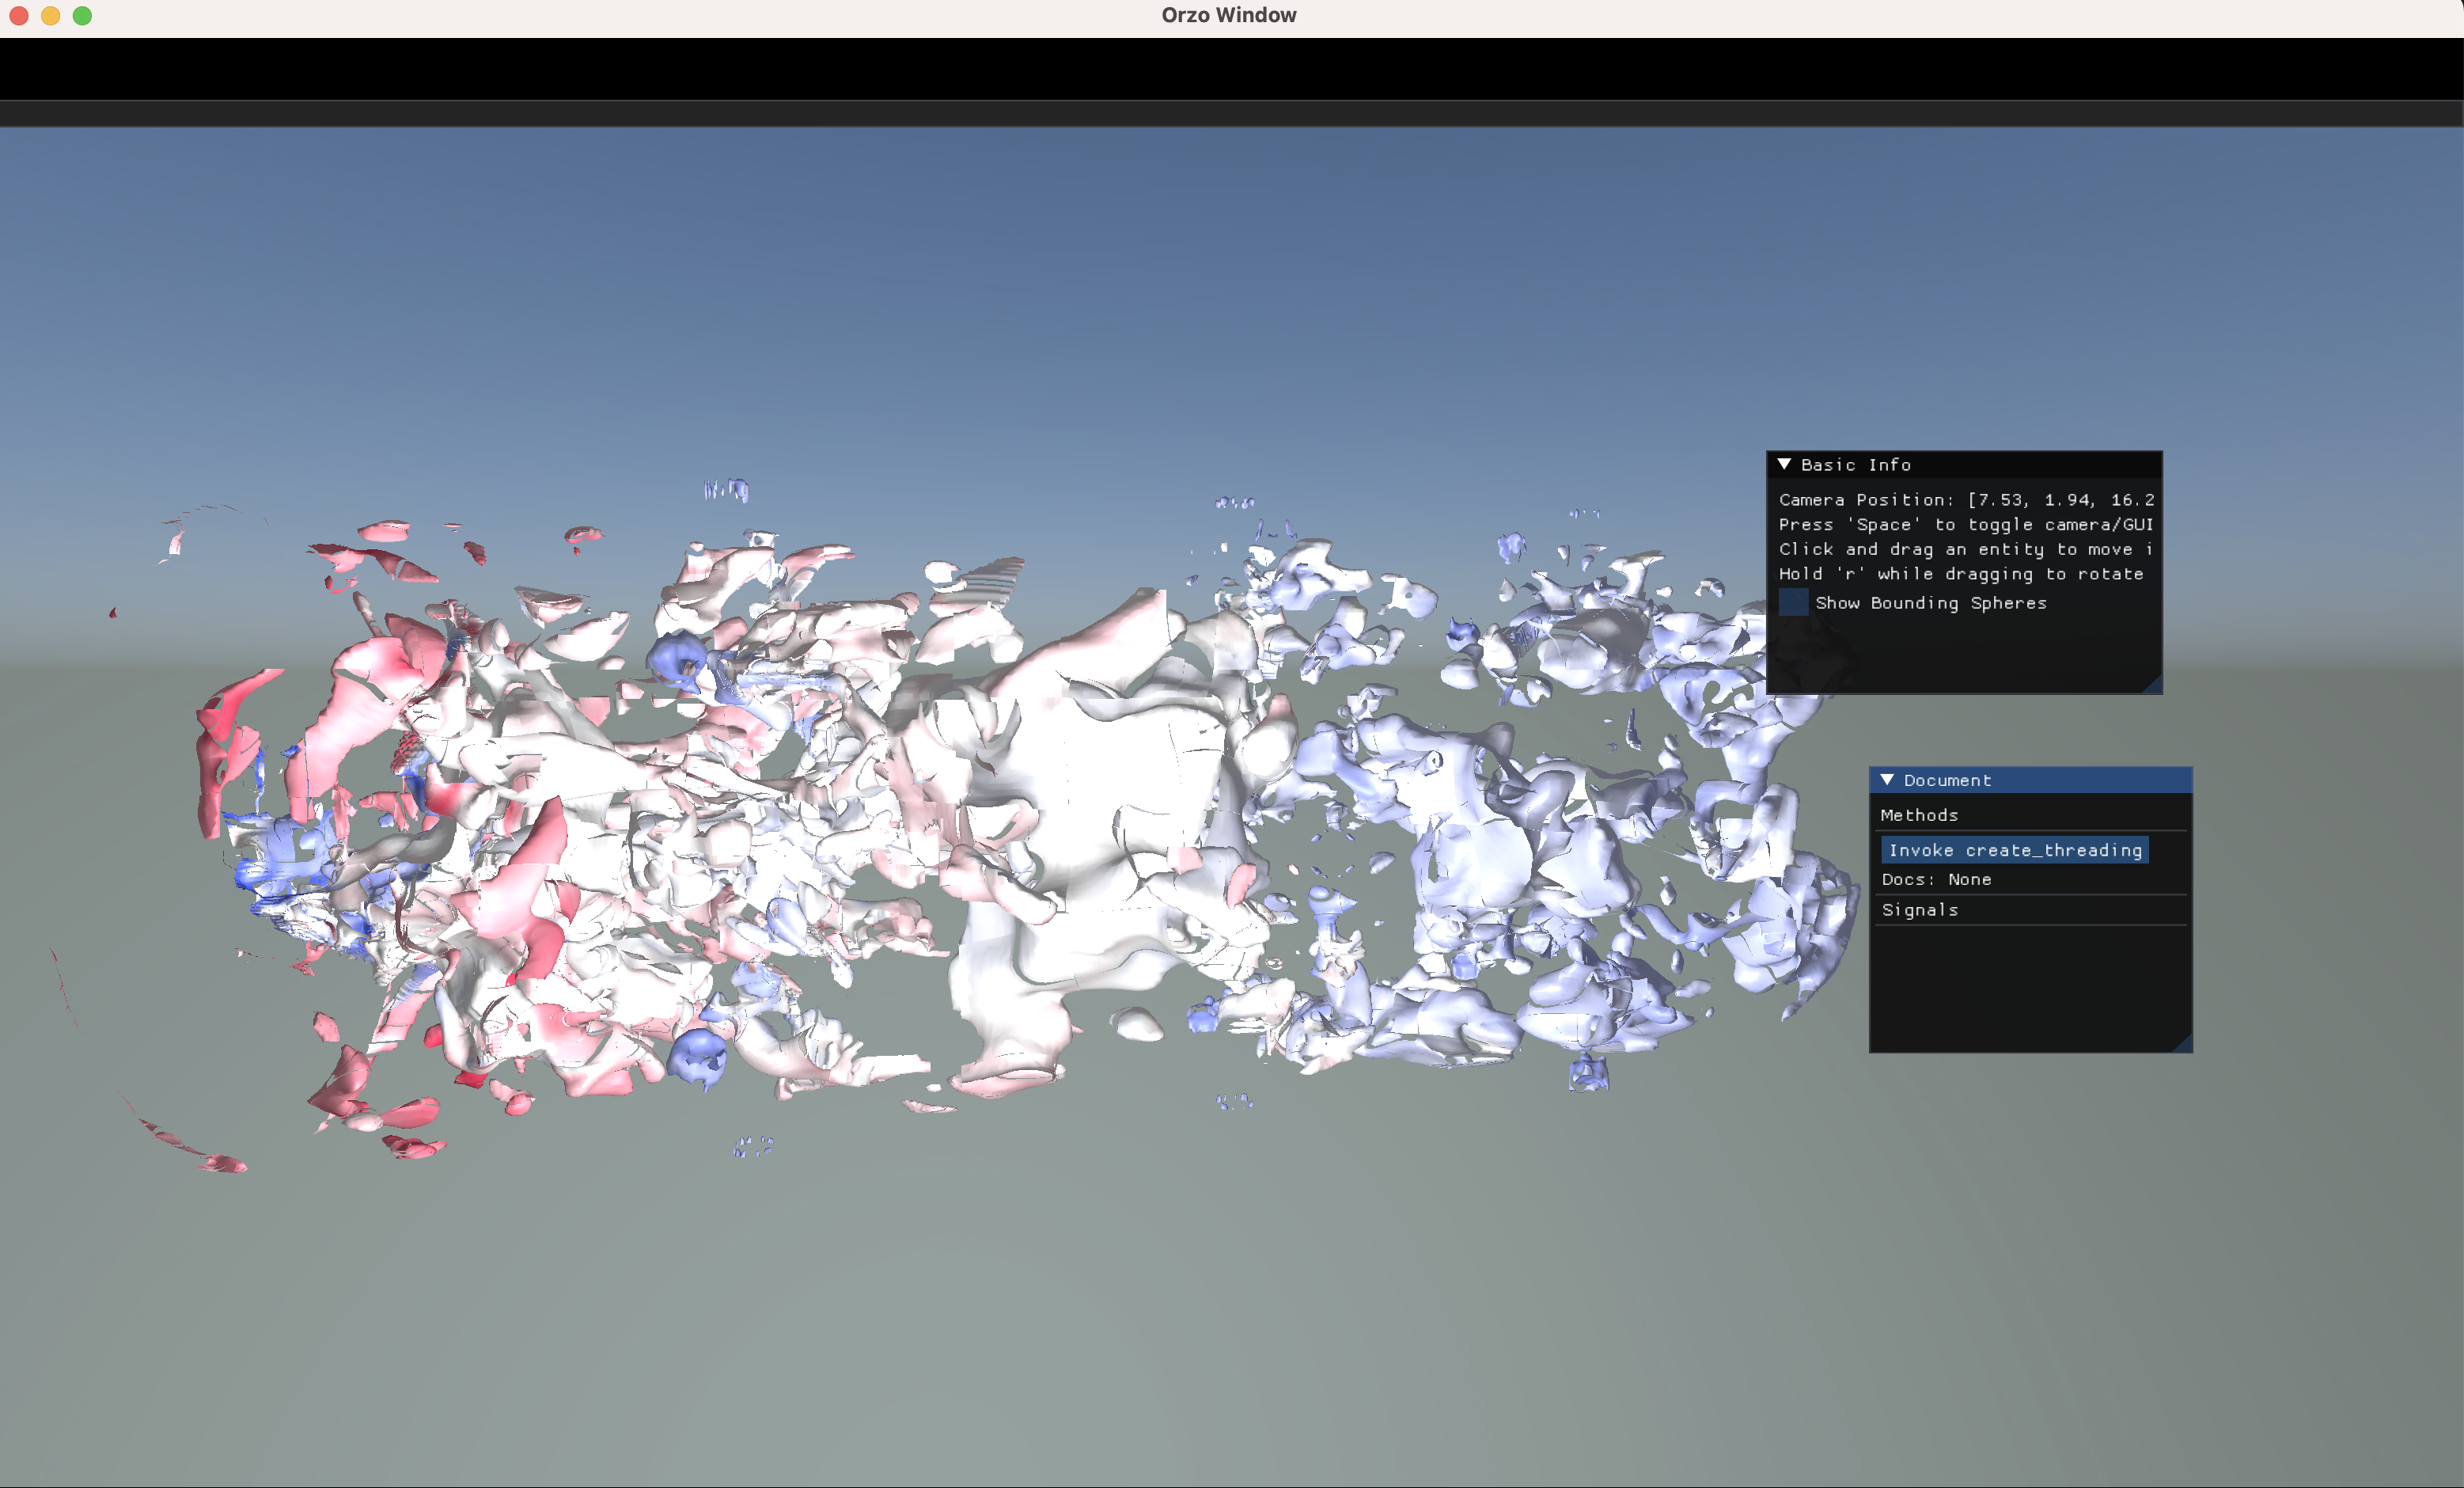 Orzo Window
Basic Info
Camera Position: [7.53, 1.94, 16.2
Press 'Space' to toggle camera/GUI
Click and drag an entity to move i
Hold 'r' while dragging to rotate
Show Bounding Spheres
Document
Methods
Invoke create_threading
Docs: None
Signals